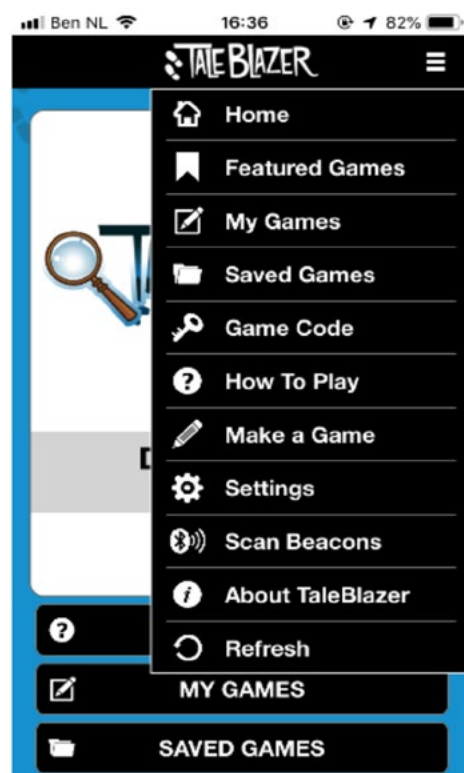 Ben NL 16:36 82%
TALEBLAZER
Home
Featured Games
My Games
Saved Games
Game Code
How To Play
Make a Game
Settings
Scan Beacons
About TaleBlazer
Refresh
MY GAMES
SAVED GAMES